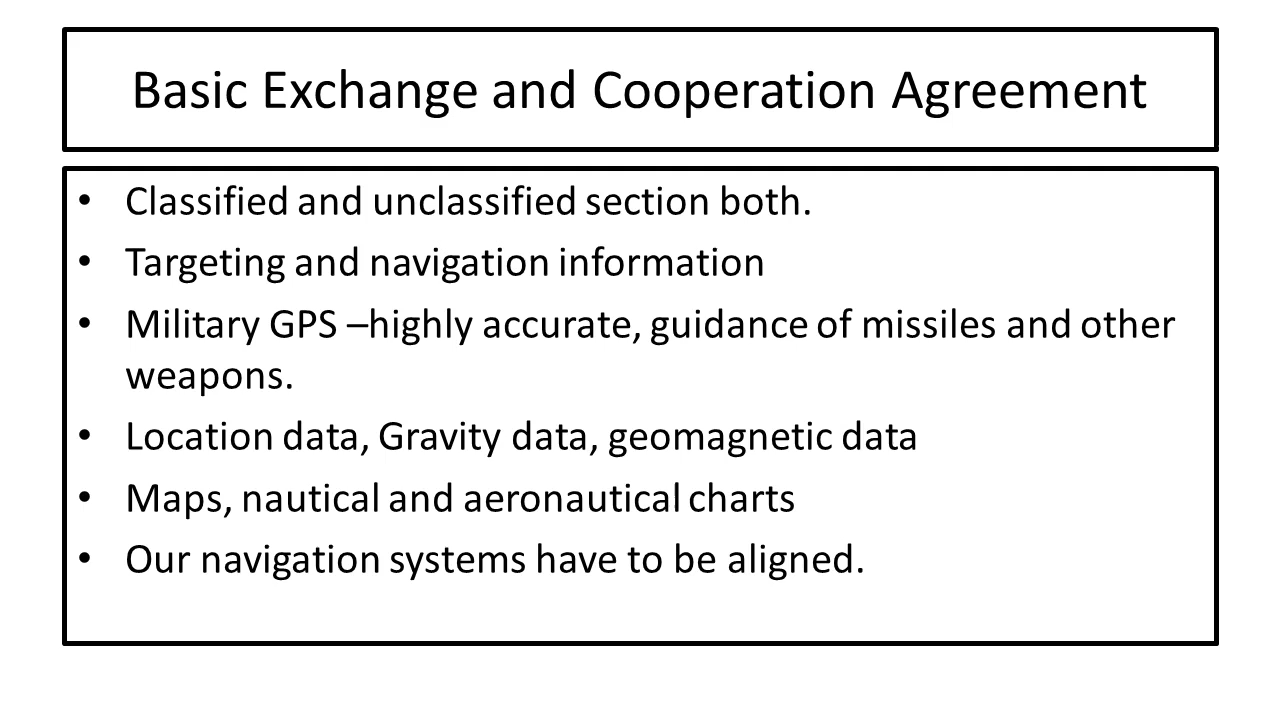 Basic Exchange and Cooperation Agreement
• Classified and unclassified section both.
• Targeting and navigation information
• Military GPS –highly accurate, guidance of missiles and other
weapons.
• Location data, Gravity data, geomagnetic data
• Maps, nautical and aeronautical charts
• Our navigation systems have to be aligned.